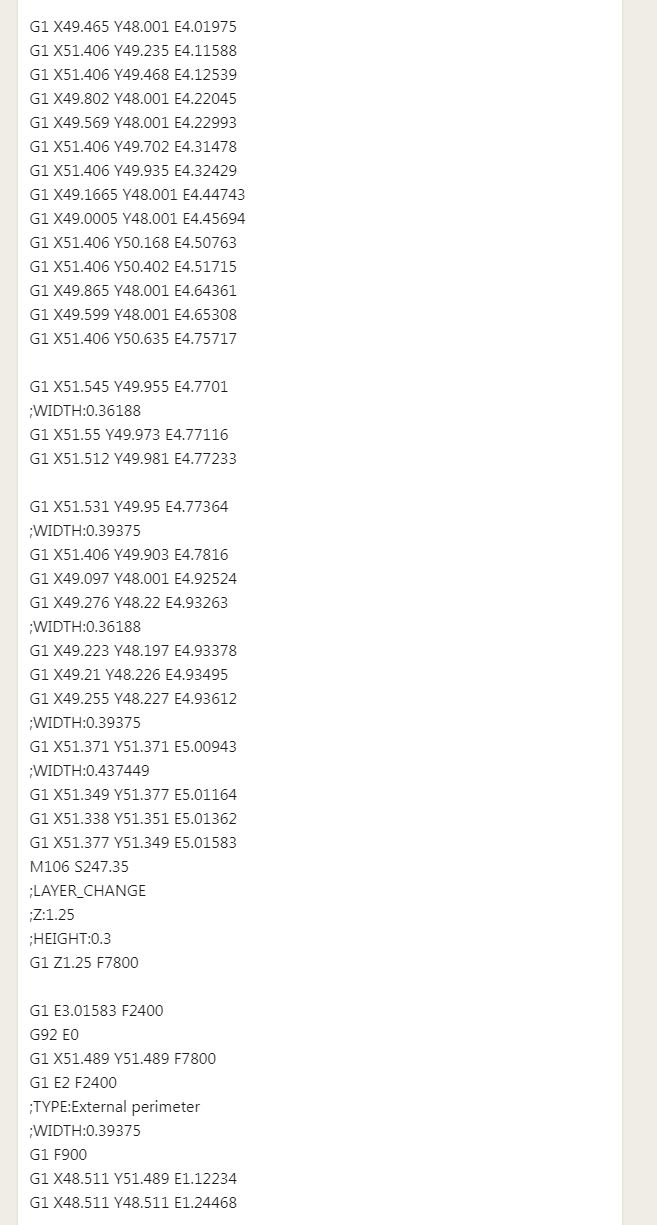 G1 X49.465 Y48.001 E4.01975
G1 X51.406 Y49.235 E4.11588
G1 X51.406 Y49.468 E4.12539
G1 X49.802 Y48.001 E4.22045
G1 X49.569 Y48.001 E4.22993
G1 X51.406 Y49.702 E4.31478
G1 X51.406 Y49.935 E4.32429
G1 X49.1665 Y48.001 E4.44743
G1 X49.0005 Y48.001 E4.45694
G1 X51.406 Y50.168 E4.50763
G1 X51.406 Y50.402 E4.51715
G1 X49.865 Y48.001 E4.64361
G1 X49.599 Y48.001 E4.65308
G1 X51.406 Y50.635 E4.75717
G1 X51.545 Y49.955 E4.7701
;WIDTH:0.36188
G1 X51.55 Y49.973 E4.77116
G1 X51.512 Y49.981 E4.77233
G1 X51.531 Y49.95 E4.77364
;WIDTH:0.39375
G1 X51.406 Y49.903 E4.7816
G1 X49.097 Y48.001 E4.92524
G1 X49.276 Y48.22 E4.93263
;WIDTH:0.36188
G1 X49.223 Y48.197 E4.93378
G1 X49.21 Y48.226 E4.93495
G1 X49.255 Y48.227 E4.93612
;WIDTH:0.39375
G1 X51.371 Y51.371 E5.00943
;WIDTH:0.437449
G1 X51.349 Y51.377 E5.01164
G1 X51.338 Y51.351 E5.01362
G1 X51.377 Y51.349 E5.01583
M106 S247.35
;LAYER_CHANGE
;Z:1.25
;HEIGHT:0.3
G1 Z1.25 F7800
G1 E3.01583 F2400
G92 E0
G1 X51.489 Y51.489 F7800
G1 E2 F2400
;TYPE:External perimeter
;WIDTH:0.39375
G1 F900
G1 X48.511 Y51.489 E1.12234
G1 X48.511 Y48.511 E1.24468